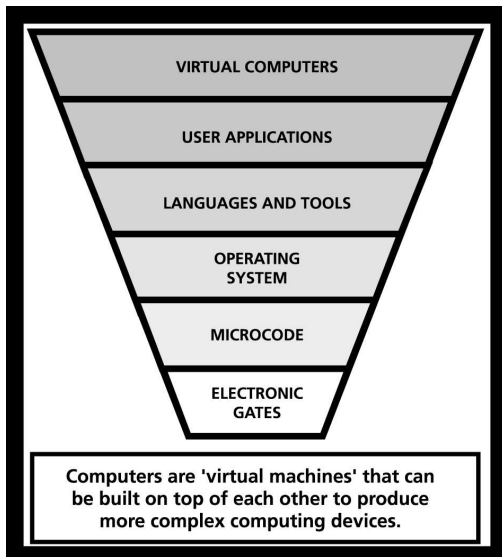 VIRTUAL COMPUTERS
USER APPLICATIONS
LANGUAGES AND TOOLS
OPERATING
SYSTEM
MICROCODE
ELECTRONIC
GATES
Computers are 'virtual machines' that can
be built on top of each other to produce
more complex computing devices.